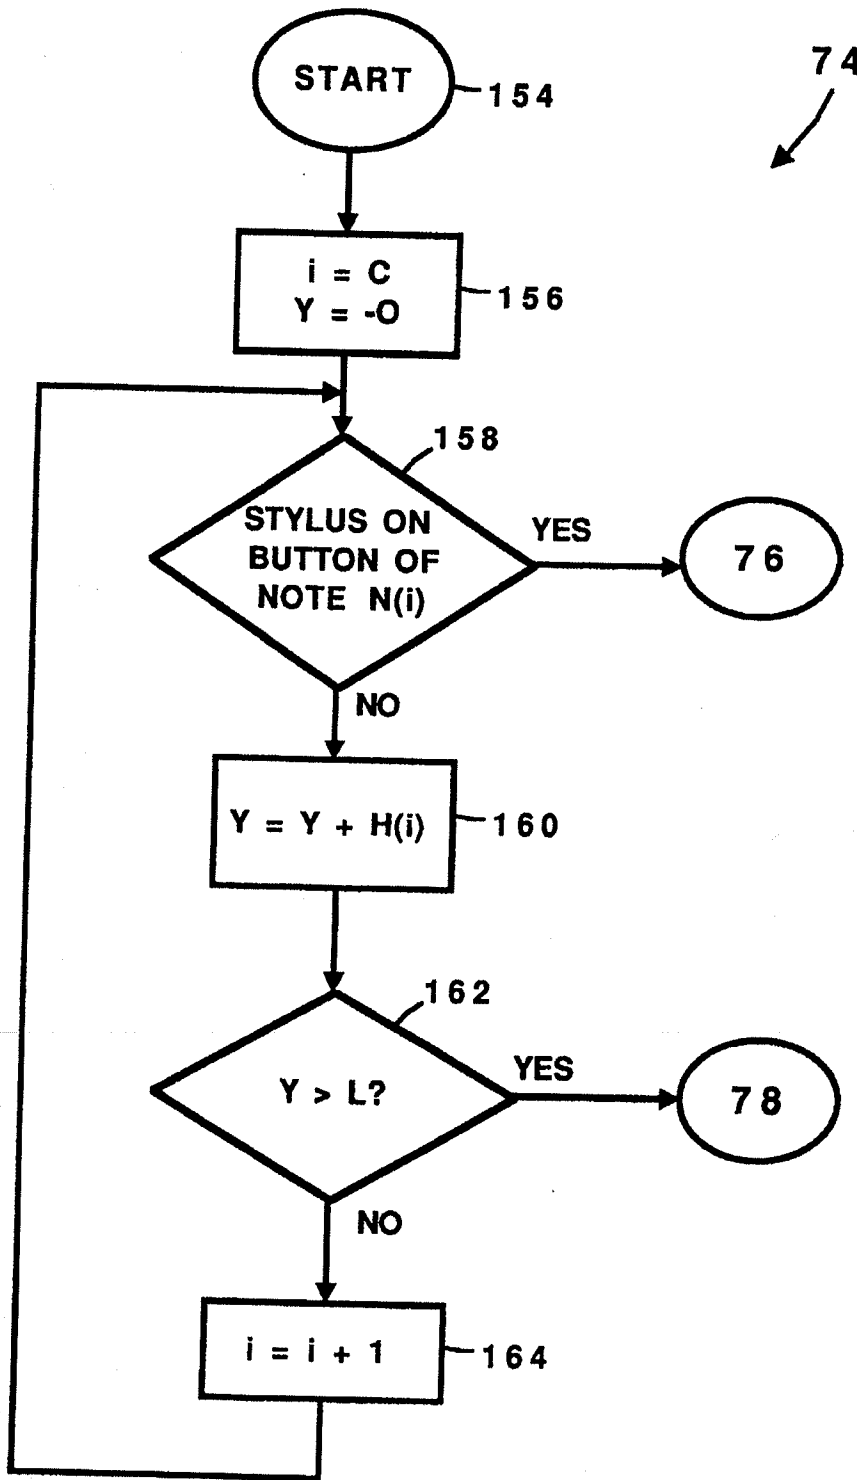 74
START
154
i = C
Y = -O
156
158
STYLUS ON
BUTTON OF
NOTE N(i)
YES
76
NO
Y = Y + H(i)
160
162
Y > L?
YES
78
NO
i = i + 1
164